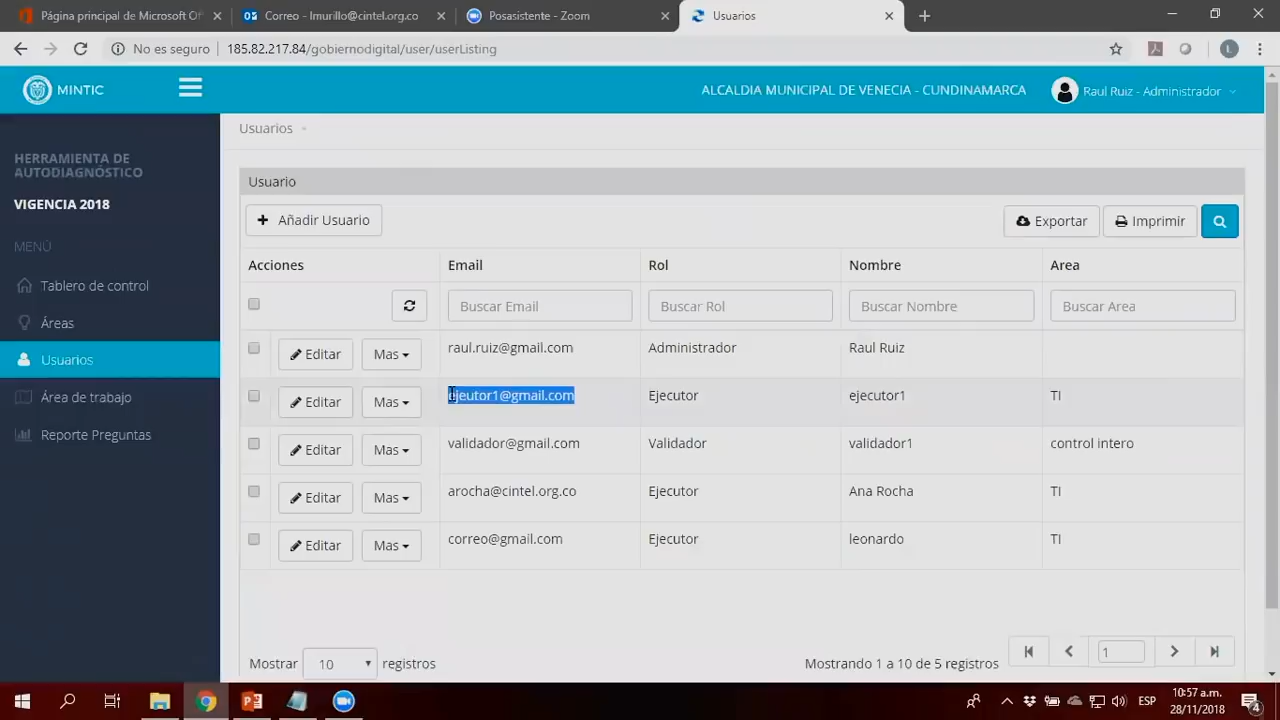 Página principal de Microsoft Of
Correo - lmurillo@cintel.org.co
Posasistente - Zoom
Usuarios
No es seguro
185.82.217.84/gobiernodigital/user/userListing
L
MINTIC
ALCALDIA MUNICIPAL DE VENECIA - CUNDINAMARCA
Raul Ruiz - Administrador
HERRAMIENTA DE
AUTODIAGNÓSTICO
VIGENCIA 2018
MENÚ
Tablero de control
Áreas
Usuarios
Área de trabajo
Reporte Preguntas
Usuarios
Usuario
Añadir Usuario
Exportar
Imprimir
Acciones Email Rol Nombre Area
Buscar Email Buscar Rol Buscar Nombre Buscar Area
Editar Mas raul.ruiz@gmail.com Administrador Raul Ruiz
Editar Mas ejeutor1@gmail.com Ejecutor ejecutor1 TI
Editar Mas validador@gmail.com Validador validador1 control intero
Editar Mas arocha@cintel.org.co Ejecutor Ana Rocha TI
Editar Mas correo@gmail.com Ejecutor leonardo TI
Mostrar 10 registros
Mostrando 1 a 10 de 5 registros
1
ESP
10:57 a.m.
28/11/2018
4